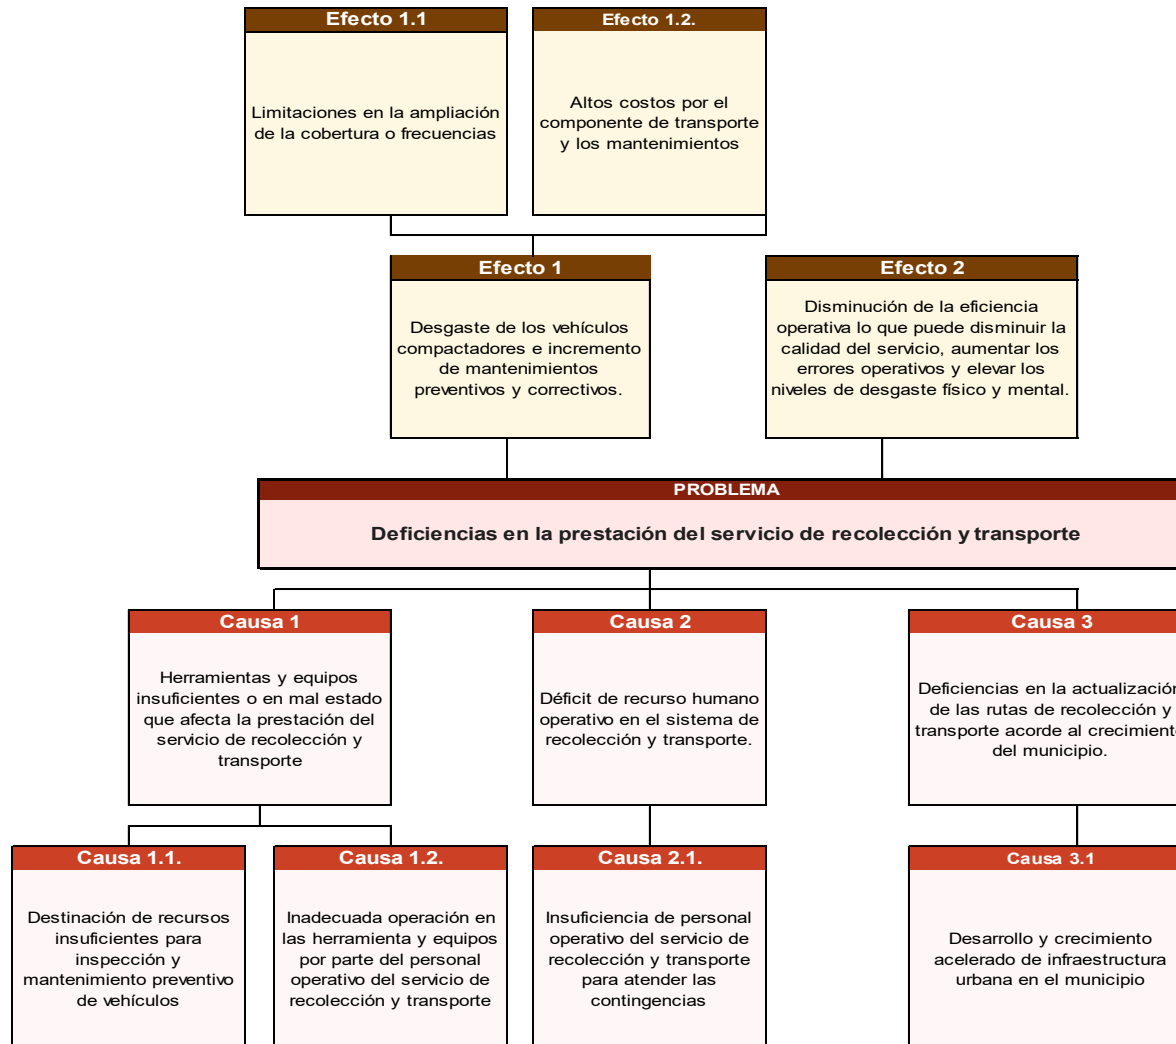 Efecto 1.1
Limitaciones en la ampliación
de la cobertura o frecuencias
Efecto 1.2.
Altos costos por el
componente de transporte
y los mantenimientos
Efecto 1
Desgaste de los vehículos
compactadores e incremento
de mantenimientos
preventivos y correctivos.
Efecto 2
Disminución de la eficiencia
operativa lo que puede disminuir la
calidad del servicio, aumentar los
errores operativos y elevar los
niveles de desgaste físico y mental.
PROBLEMA
Deficiencias en la prestación del servicio de recolección y transporte
Causa 1
Herramientas y equipos
insuficientes o en mal estado
que afecta la prestación del
servicio de recolección y
transporte
Causa 2
Déficit de recurso humano
operativo en el sistema de
recolección y transporte.
Causa 3
Deficiencias en la actualización
de las rutas de recolección y
transporte acorde al crecimient
del municipio.
Causa 1.1.
Destinación de recursos
insuficientes para
inspección y
mantenimiento preventivo
de vehículos
Causa 1.2.
Inadecuada operación en
las herramienta y equipos
por parte del personal
operativo del servicio de
recolección y transporte
Causa 2.1.
Insuficiencia de personal
operativo del servicio de
recolección y transporte
para atender las
contingencias
Causa 3.1
Desarrollo y crecimiento
acelerado de infraestructura
urbana en el municipio